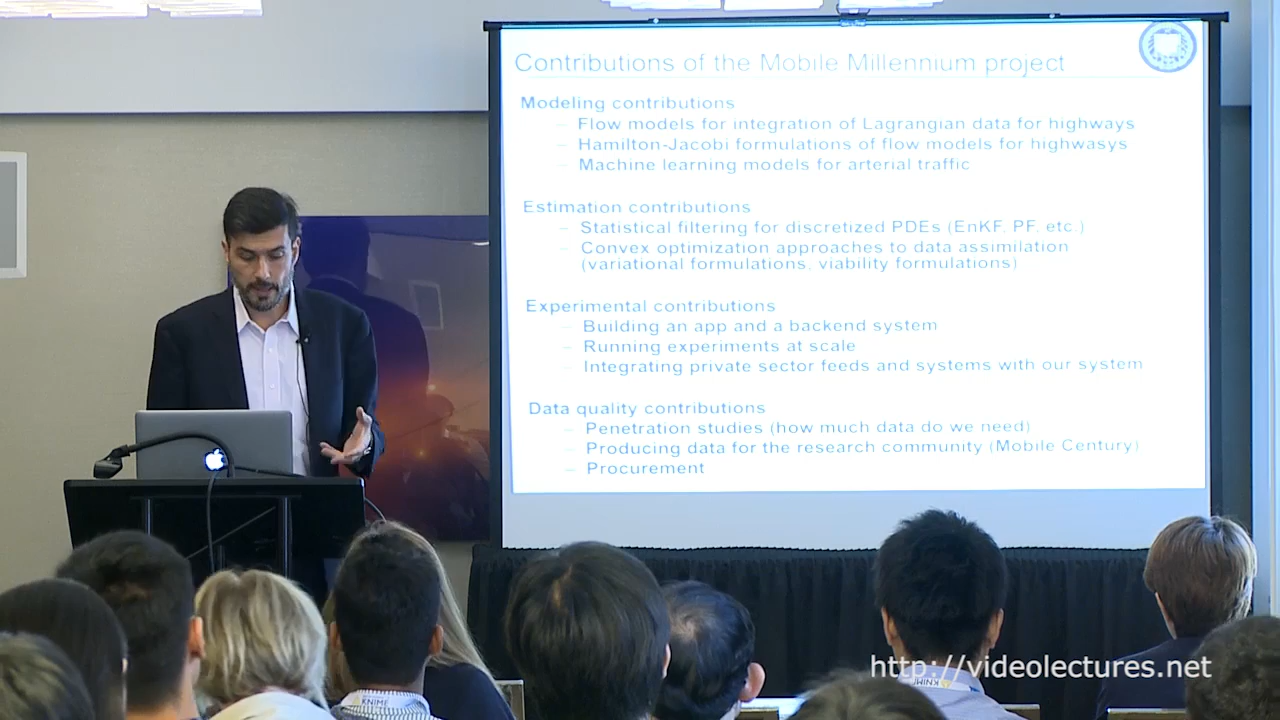 Contributions of the Mobile Millennium project
Modeling contributions
– Flow models for integration of Lagrangian data for highways
– Hamilton-Jacobi formulations of flow models for highwasys
– Machine learning models for arterial traffic
Estimation contributions
– Statistical filtering for discretized PDEs (EnKF, PF, etc.)
– Convex optimization approaches to data assimilation
(variational formulations, viability formulations)
Experimental contributions
– Building an app and a backend system
– Running experiments at scale
– Integrating private sector feeds and systems with our system
Data quality contributions
– Penetration studies (how much data do we need)
– Producing data for the research community (Mobile Century)
– Procurement
http://videolectures.net
KNIME
KNIME